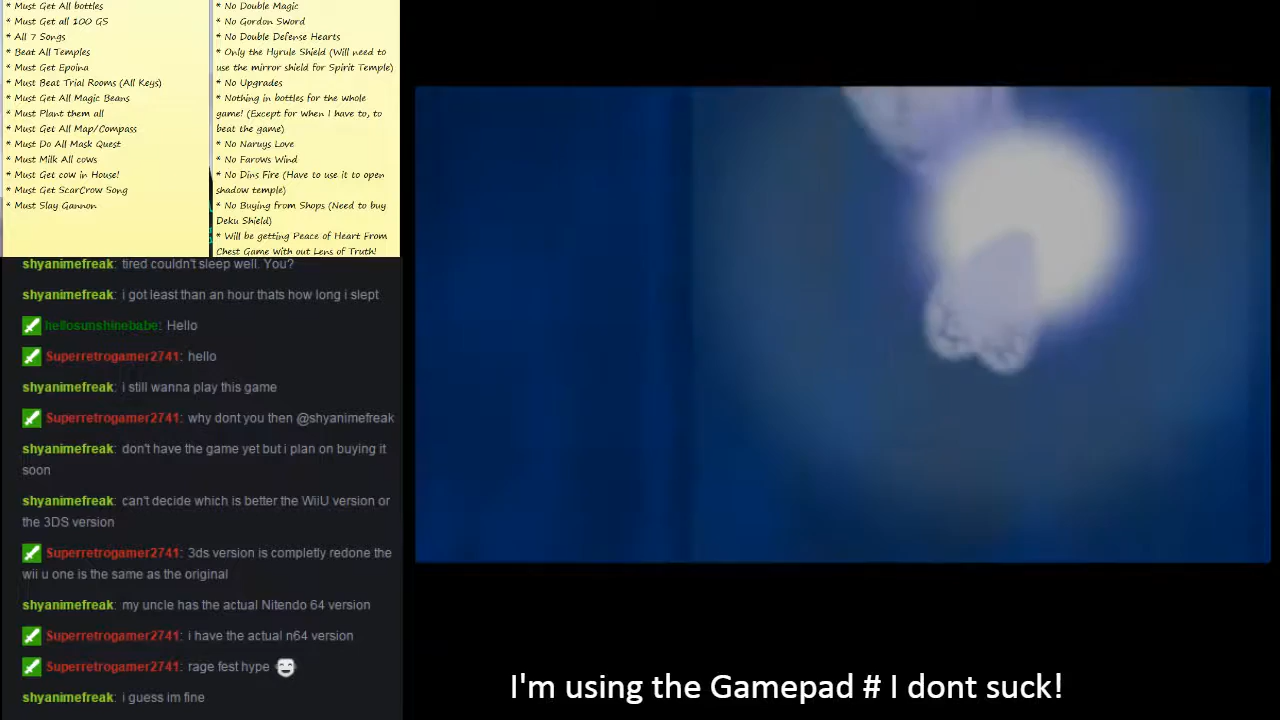 * Must Get All bottles
* Must Get all 100 GS
* All 7 Songs
* Beat All Temples
* Must Get Epoina
* Must Beat Trial Rooms (All Keys)
* Must Get All Magic Beans
* Must Plant them all
* Must Get All Map/Compass
* Must Do All Mask Quest
* Must Milk All cows
* Must Get cow in House!
* Must Get ScarCrow Song
* Must Slay Gannon
* No Double Magic
* No Gordon Sword
* No Double Defense Hearts
* Only the Hyrule Shield (Will need to
use the mirror shield for Spirit Temple)
* No Upgrades
* Nothing in bottles for the whole
game! (Except for when I have to, to
beat the game)
* No Naruys Love
* No Farows Wind
* No Dins Fire (Have to use it to open
shadow temple)
* No Buying from Shops (Need to buy
Deku Shield)
* Will be getting Peace of Heart From
Chest Game With out Lens of Truth!
shyanimefreak: tired couldn't sleep well. You?
shyanimefreak: i got least than an hour thats how long i slept
hellosunshinebabe: Hello
Superretrogamer2741: hello
shyanimefreak: i still wanna play this game
Superretrogamer2741: why dont you then @shyanimefreak
shyanimefreak: don't have the game yet but i plan on buying it
soon
shyanimefreak: can't decide which is better the WiiU version or
the 3DS version
Superretrogamer2741: 3ds version is completly redone the
wii u one is the same as the original
shyanimefreak: my uncle has the actual Nitendo 64 version
Superretrogamer2741: i have the actual n64 version
Superretrogamer2741: rage fest hype
shyanimefreak: i guess im fine
I'm using the Gamepad # I dont suck!